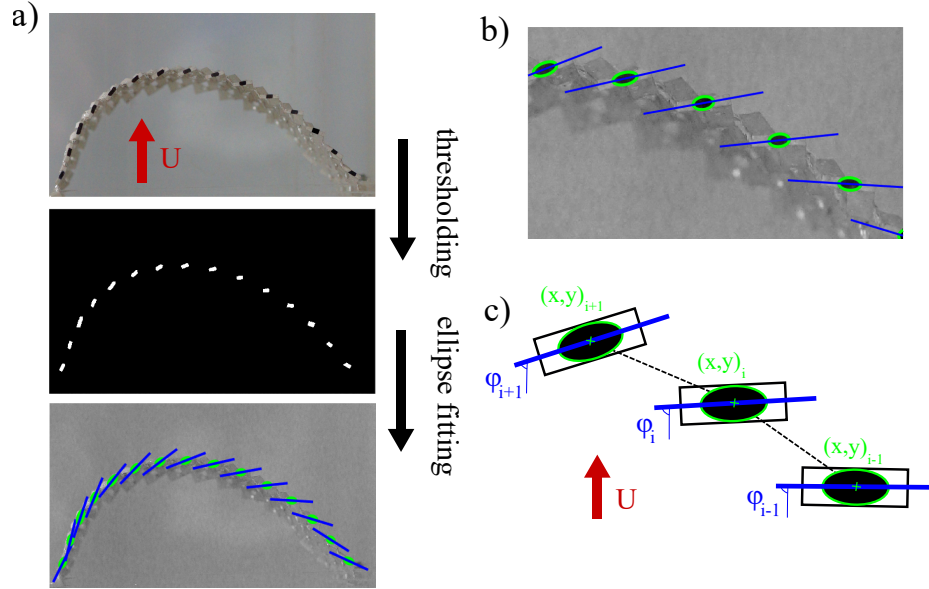 a)
U
thresholding
ellipse fitting
b)
c)
(x,y)i+1
φi+1
(x,y)i
φi
(x,y)i-1
φi-1
U